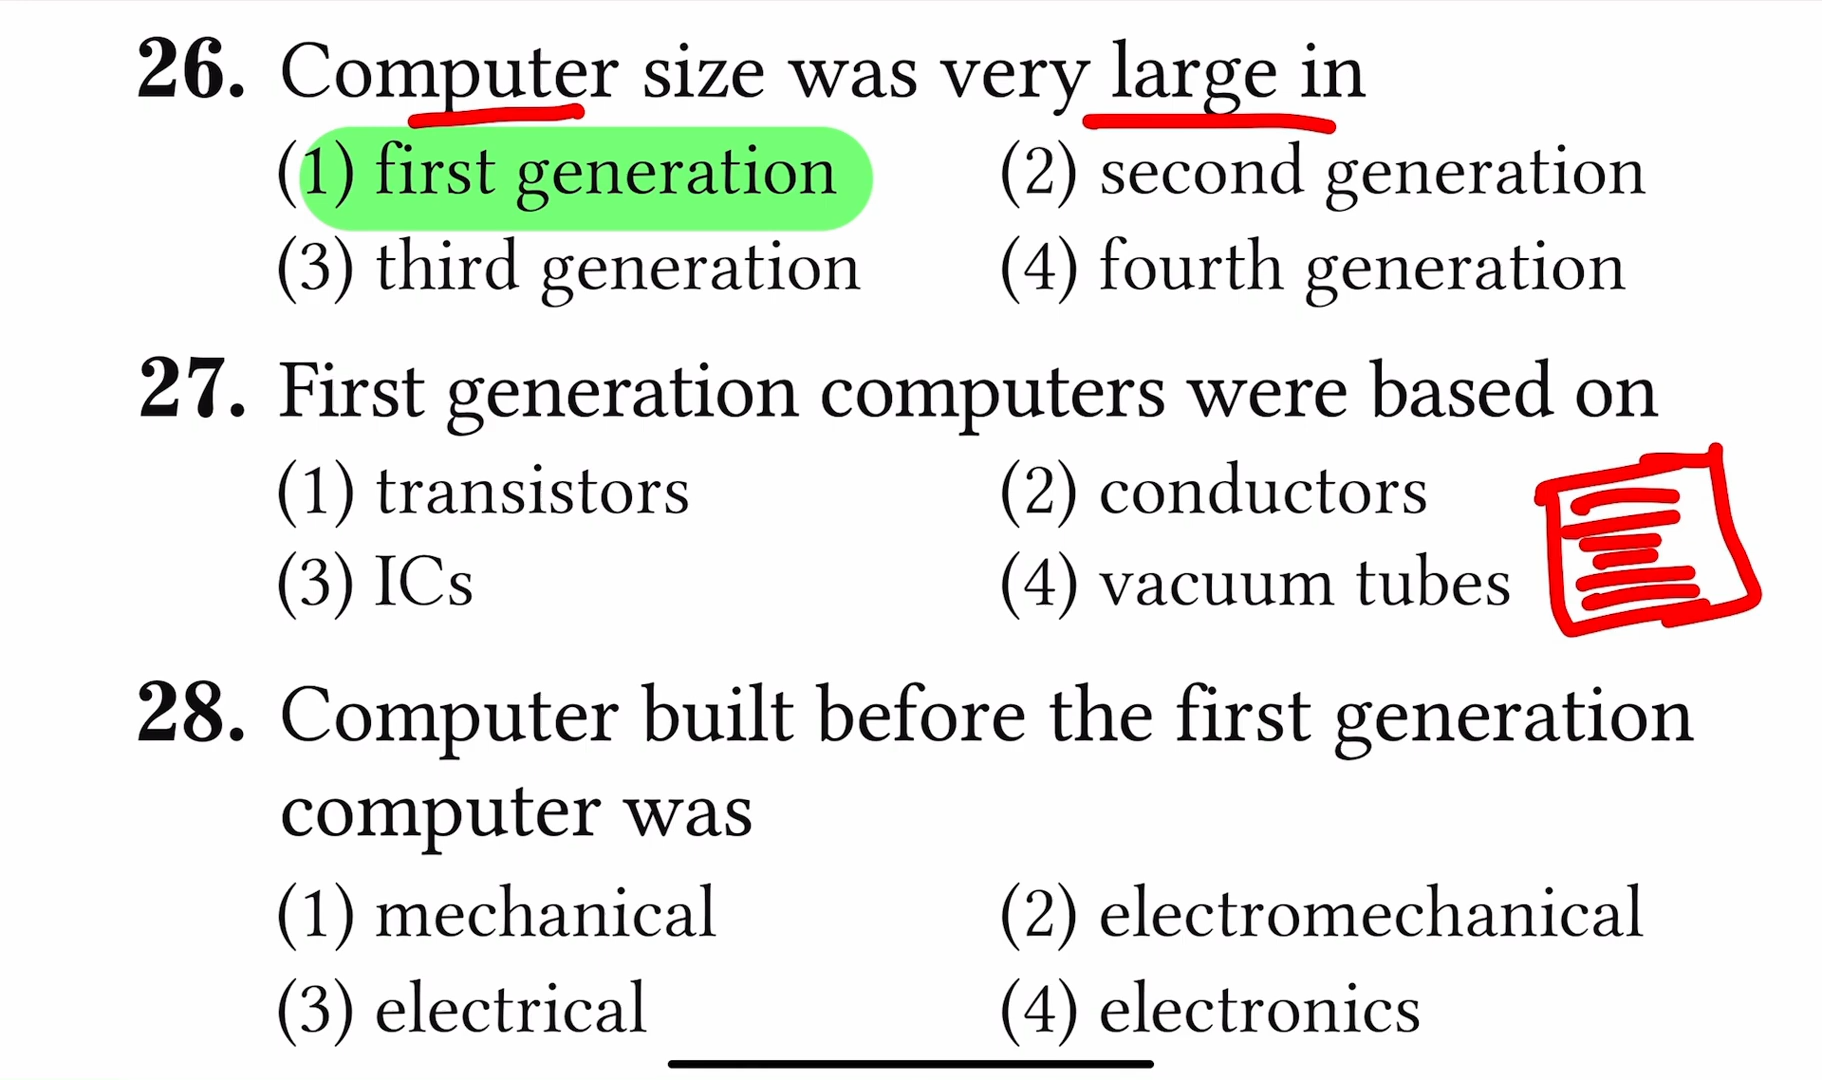 26. Computer size was very large in
(1) first generation (2) second generation
(3) third generation (4) fourth generation
27. First generation computers were based on
(1) transistors (2) conductors
(3) ICs (4) vacuum tubes
28. Computer built before the first generation
computer was
(1) mechanical (2) electromechanical
(3) electrical (4) electronics